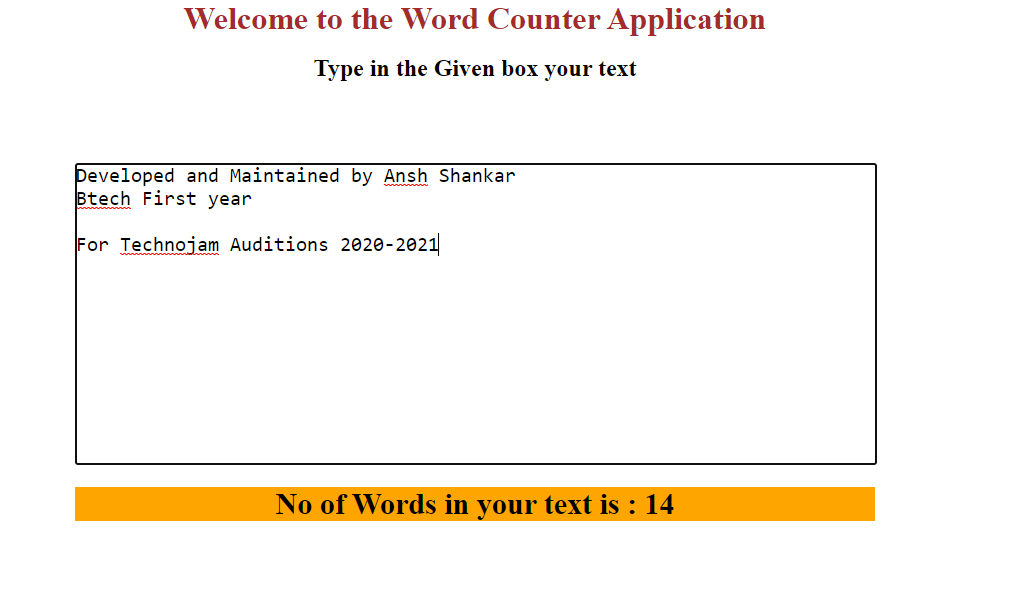 Welcome to the Word Counter Application
Type in the Given box your text
Developed and Maintained by Ansh Shankar
Btech First year
For Technojam Auditions 2020-2021
No of Words in your text is : 14